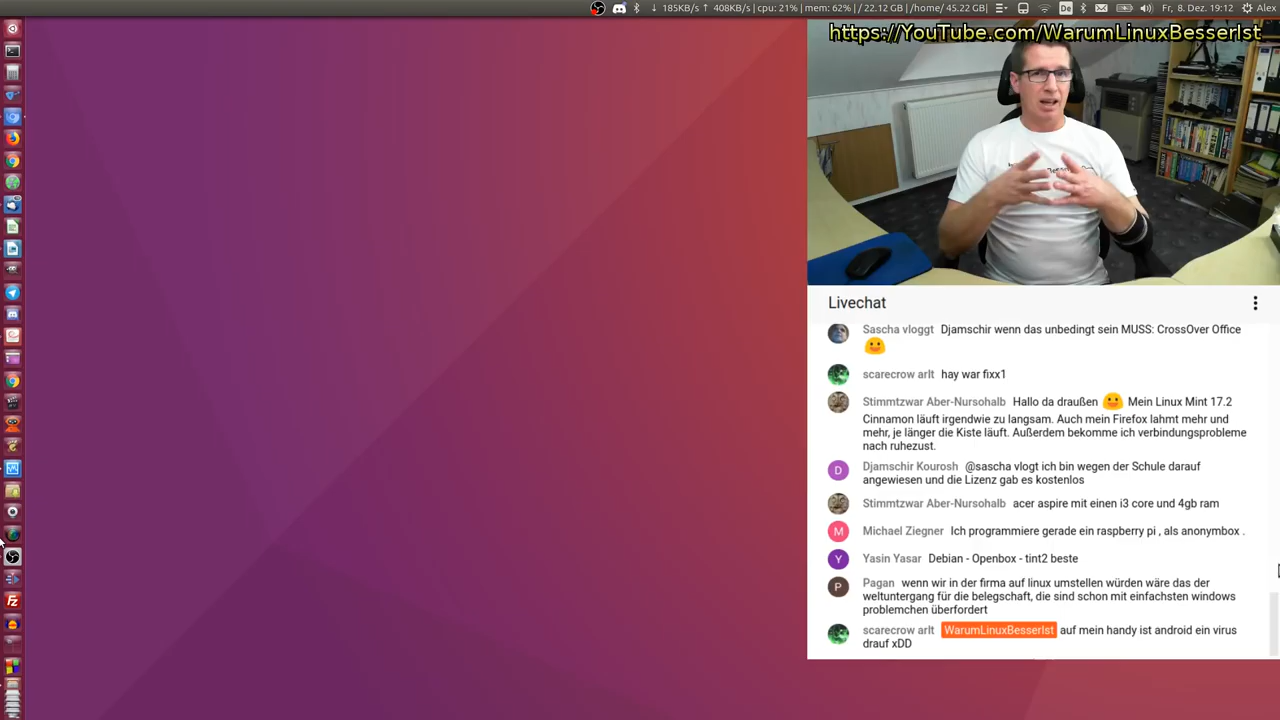 ↓ 185KB/s ↑ 408KB/s | cpu: 21% | mem: 62% | / 22.12 GB | /home/ 45.22 GB | De Fr, 8. Dez. 19:12 Alex
https://YouTube.com/WarumLinuxBesserIst
Livechat
Sascha vloggt Djamschir wenn das unbedingt sein MUSS: CrossOver Office
scarecrow arlt hay war fixx1
Stimmtzwar Aber-Nursohalb Hallo da draußen Mein Linux Mint 17.2
Cinnamon läuft irgendwie zu langsam. Auch mein Firefox lahmt mehr und
mehr, je länger die Kiste läuft. Außerdem bekomme ich verbindungsprobleme
nach ruhezust.
D Djamschir Kourosh @sascha vlogt ich bin wegen der Schule darauf
angewiesen und die Lizenz gab es kostenlos
Stimmtzwar Aber-Nursohalb acer aspire mit einen i3 core und 4gb ram
M Michael Ziegner Ich programmiere gerade ein raspberry pi , als anonymbox .
Y Yasin Yasar Debian - Openbox - tint2 beste
P Pagan wenn wir in der firma auf linux umstellen würden wäre das der
weltuntergang für die belegschaft, die sind schon mit einfachsten windows
problemchen überfordert
scarecrow arlt WarumLinuxBesserIst auf mein handy ist android ein virus
drauf xDD